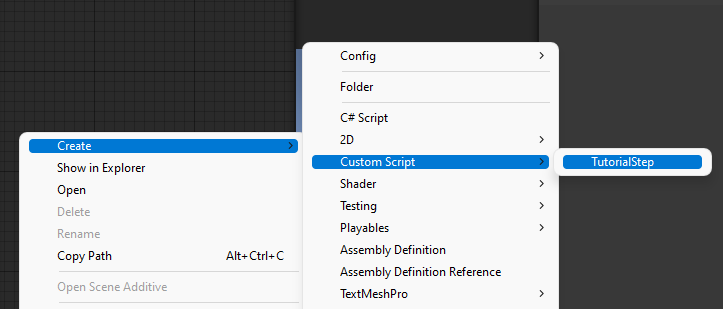 Create
Show in Explorer
Open
Delete
Rename
Copy Path Alt+Ctrl+C
Open Scene Additive
Config
Folder
C# Script
2D
Custom Script
Shader
Testing
Playables
Assembly Definition
Assembly Definition Reference
TextMeshPro
TutorialStep